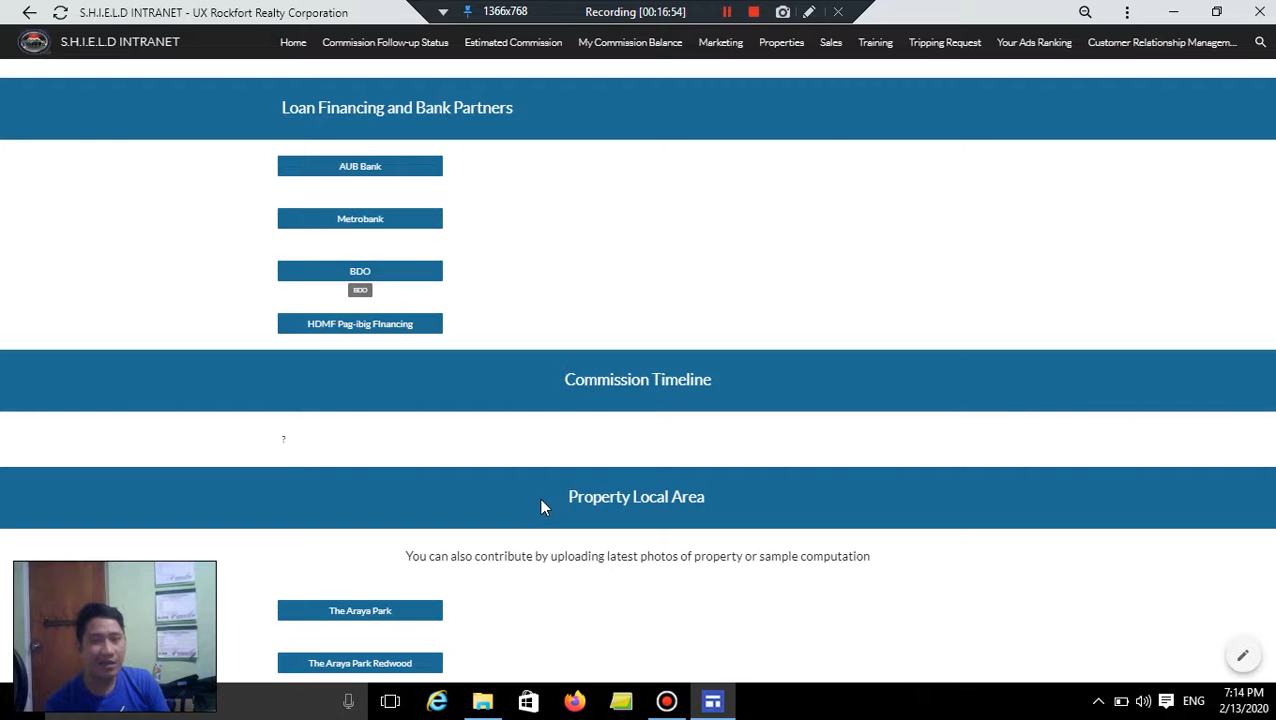 S.H.I.E.L.D INTRANET - UX Rockfort Realty Corporation
1366x768
Recording [00:16:54]
S.H.I.E.L.D INTRANET
Home
Commission Follow-up Status
Estimated Commission
My Commission Balance
Marketing
Properties
Sales
Training
Tripping Request
Your Ads Ranking
Customer Relationship Managem...
Loan Financing and Bank Partners
AUB Bank
Metrobank
BDO
BDO
HDMF Pag-ibig FInancing
Commission Timeline
?
Property Local Area
You can also contribute by uploading latest photos of property or sample computation
The Araya Park
The Araya Park Redwood
ENG
7:14 PM
2/13/2020